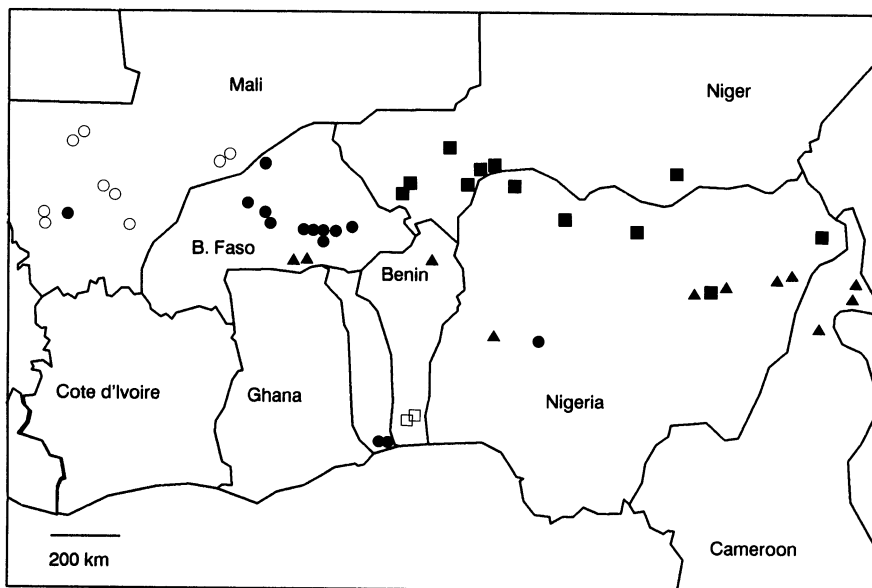 Mali
Niger
B. Faso
Benin
Cote d'Ivoire
Ghana
Nigeria
200 km
Cameroon